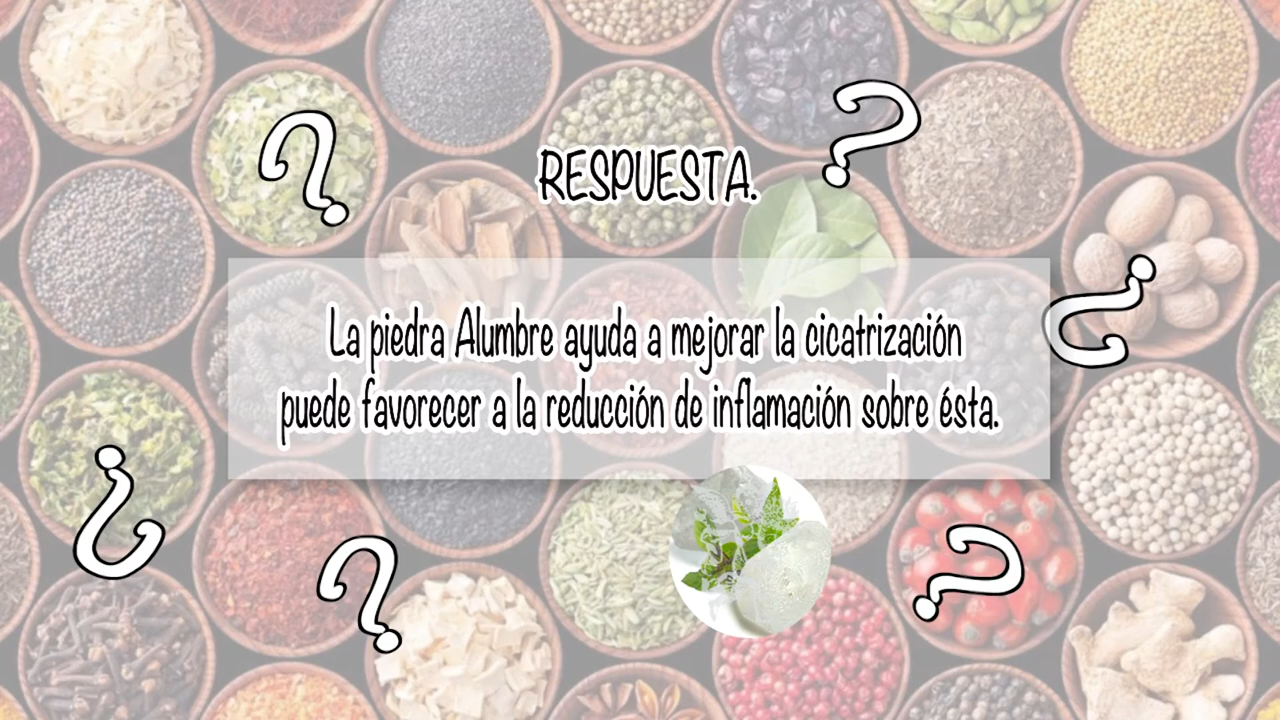 RESPUESTA.
La piedra Alumbre ayuda a mejorar la cicatrización
puede favorecer a la reducción de inflamación sobre ésta.